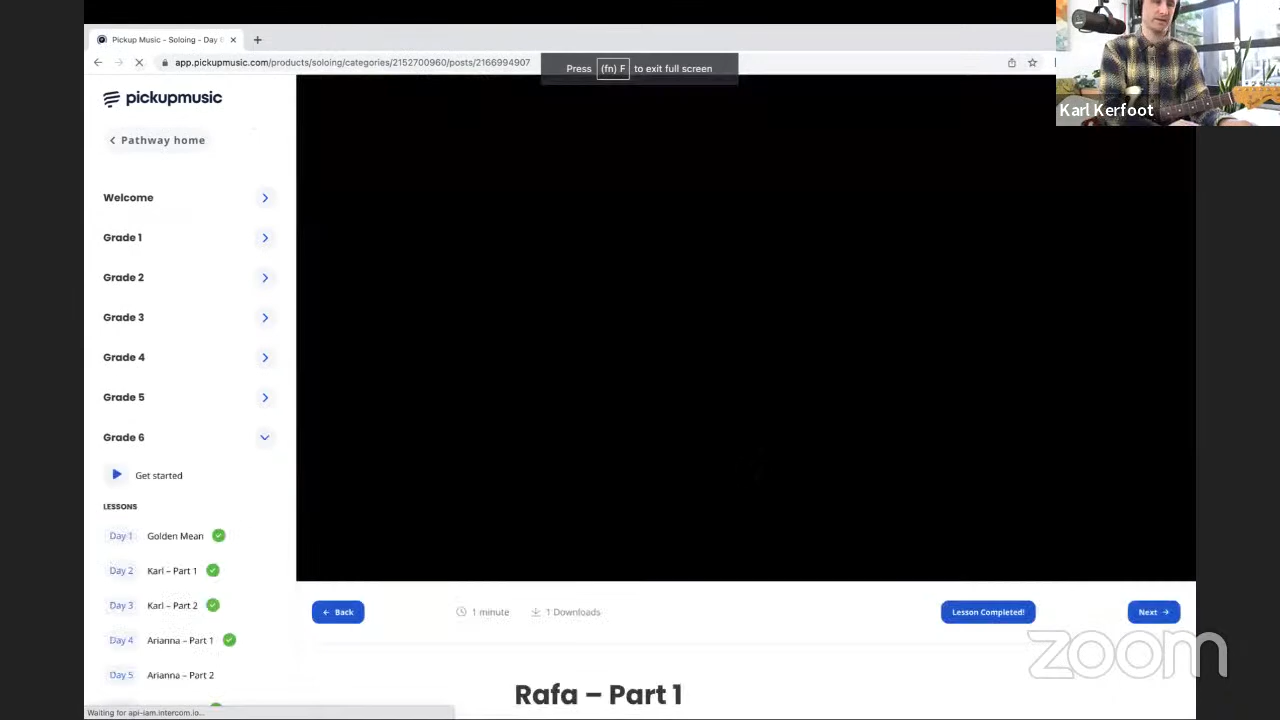 Pickup Music - Soloing - Day 6
app.pickupmusic.com/products/soloing/categories/2152700960/posts/2166994907
Press (fn) F to exit full screen
Karl Kerfoot
pickupmusic
Pathway home
Welcome
Grade 1
Grade 2
Grade 3
Grade 4
Grade 5
Grade 6
Get started
LESSONS
Day 1 Golden Mean
Day 2 Karl – Part 1
Day 3 Karl – Part 2
Day 4 Arianna – Part 1
Day 5 Arianna – Part 2
Back
1 minute
1 Downloads
Lesson Completed!
Next
zoom
Rafa – Part 1
Waiting for api-iam.intercom.io...